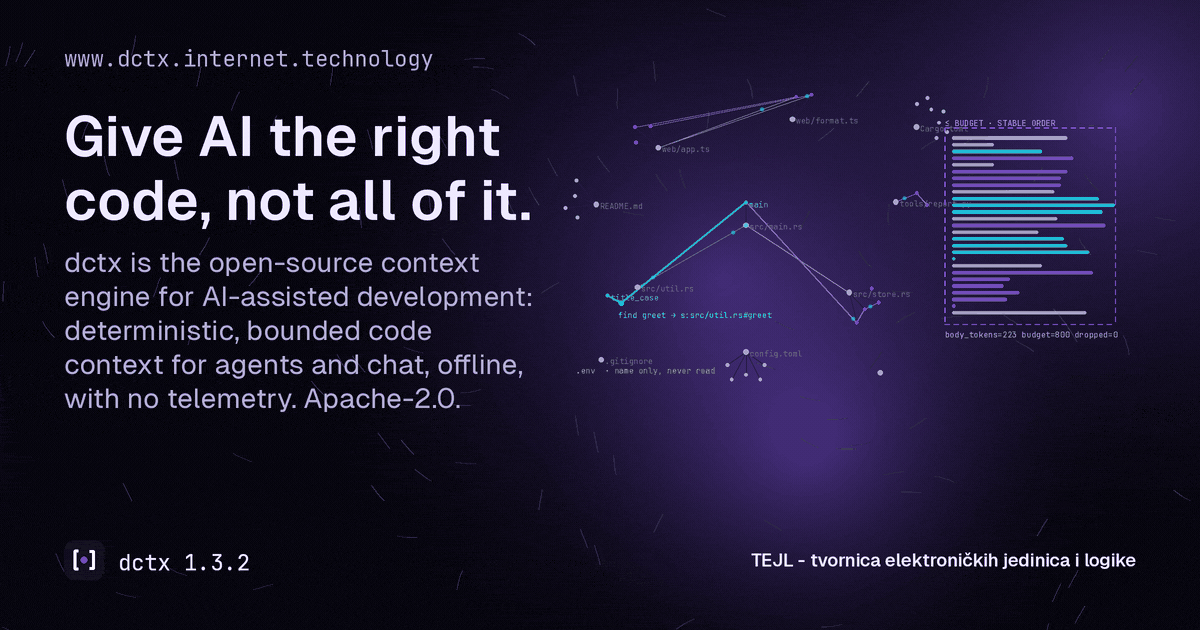 www.dctx.internet.technology
Give AI the right
code, not all of it.
dctx is the open-source context
engine for AI-assisted development:
deterministic, bounded code
context for agents and chat, offline,
with no telemetry. Apache-2.0.
web/format.ts
web/app.ts
README.md
main
src/main.rs
src/util.rs
title_case
find greet → s:src/util.rs#greet
src/store.rs
.gitignore
.env · name only, never read
config.toml
≤ BUDGET · STABLE ORDER
body_tokens=223 budget=800 dropped=0
dctx 1.3.2
TEJL - tvornica elektroničkih jedinica i logike